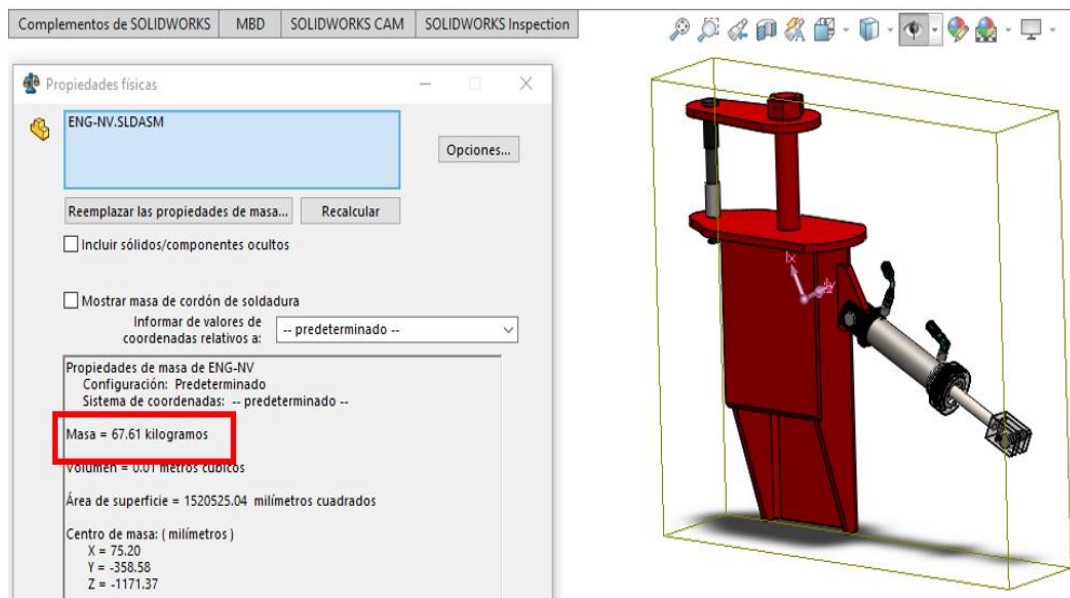 Complementos de SOLIDWORKS MBD SOLIDWORKS CAM SOLIDWORKS Inspection
Propiedades físicas
ENG-NV.SLDASM
Opciones...
Reemplazar las propiedades de masa... Recalcular
Incluir sólidos/componentes ocultos
Mostrar masa de cordón de soldadura
Informar de valores de
coordenadas relativos a: -- predeterminado --
Propiedades de masa de ENG-NV
Configuración: Predeterminado
Sistema de coordenadas: -- predeterminado --
Masa = 67.61 kilogramos
Volumen = 0.01 metros cúbicos
Área de superficie = 1520525.04 milímetros cuadrados
Centro de masa: ( milímetros )
X = 75.20
Y = -358.58
Z = -1171.37